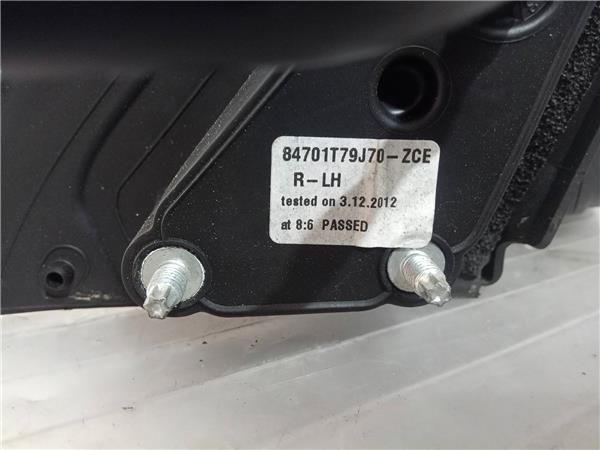 84701T79J70-ZCE
R-LH
tested on 3.12.2012
at 8:6 PASSED